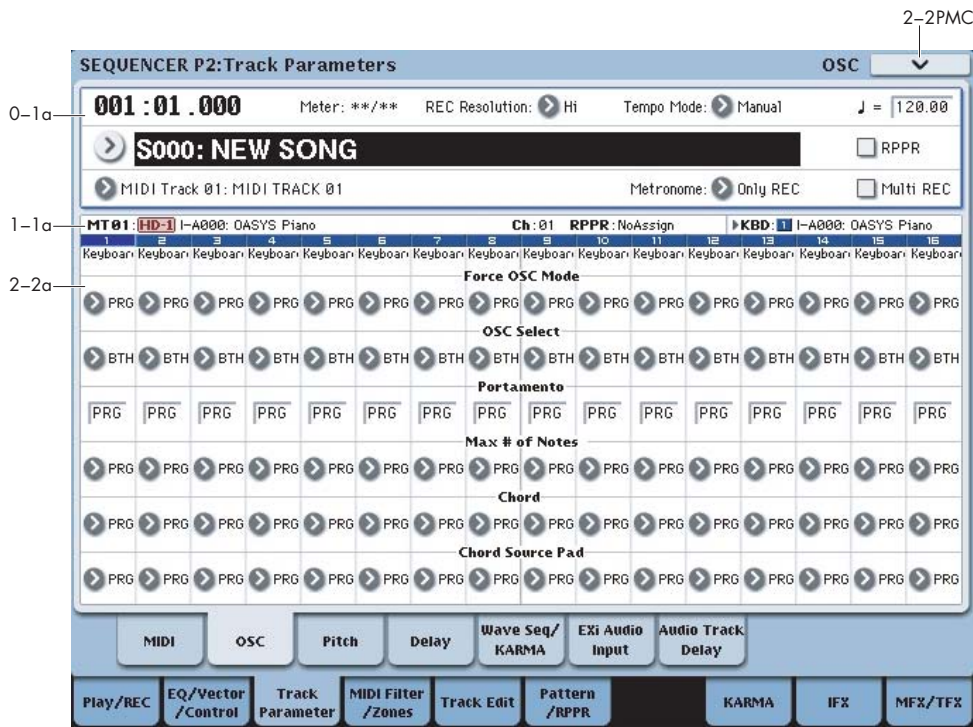 2–2PMC
SEQUENCER P2:Track Parameters OSC
0–1a
001:01.000 Meter: **/** REC Resolution: Hi Tempo Mode: Manual ♩ = 120.00
S000: NEW SONG RPPR
MIDI Track 01: MIDI TRACK 01 Metronome: Only REC Multi REC
1–1a
MT01: HD-1 I-A000: OASYS Piano Ch:01 RPPR:NoAssign ▶KBD: 1 I-A000: OASYS Piano
1 2 3 4 5 6 7 8 9 10 11 12 13 14 15 16
Keyboar Keyboar Keyboar Keyboar Keyboar Keyboar Keyboar Keyboar Keyboar Keyboar Keyboar Keyboar Keyboar Keyboar Keyboar Keyboar
2–2a
Force OSC Mode
PRG PRG PRG PRG PRG PRG PRG PRG PRG PRG PRG PRG PRG PRG PRG PRG
OSC Select
BTH BTH BTH BTH BTH BTH BTH BTH BTH BTH BTH BTH BTH BTH BTH BTH
Portamento
PRG PRG PRG PRG PRG PRG PRG PRG PRG PRG PRG PRG PRG PRG PRG PRG
Max # of Notes
PRG PRG PRG PRG PRG PRG PRG PRG PRG PRG PRG PRG PRG PRG PRG PRG
Chord
PRG PRG PRG PRG PRG PRG PRG PRG PRG PRG PRG PRG PRG PRG PRG PRG
Chord Source Pad
PRG PRG PRG PRG PRG PRG PRG PRG PRG PRG PRG PRG PRG PRG PRG PRG
MIDI OSC Pitch Delay Wave Seq/ KARMA EXi Audio Input Audio Track Delay
Play/REC EQ/Vector /Control Track Parameter MIDI Filter /Zones Track Edit Pattern /RPPR KARMA IFX MFX/TFX